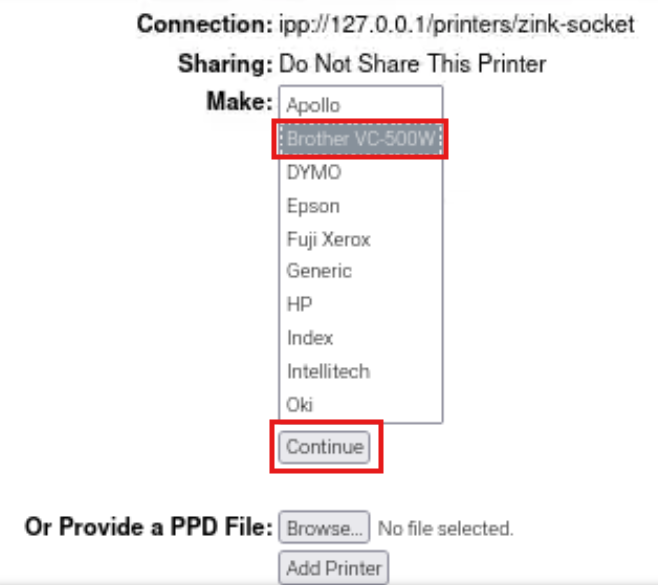 Connection: ipp://127.0.0.1/printers/zink-socket
Sharing: Do Not Share This Printer
Make: Apollo
Brother VC-500W
DYMO
Epson
Fuji Xerox
Generic
HP
Index
Intellitech
Oki
Continue
Or Provide a PPD File: Browse... No file selected.
Add Printer